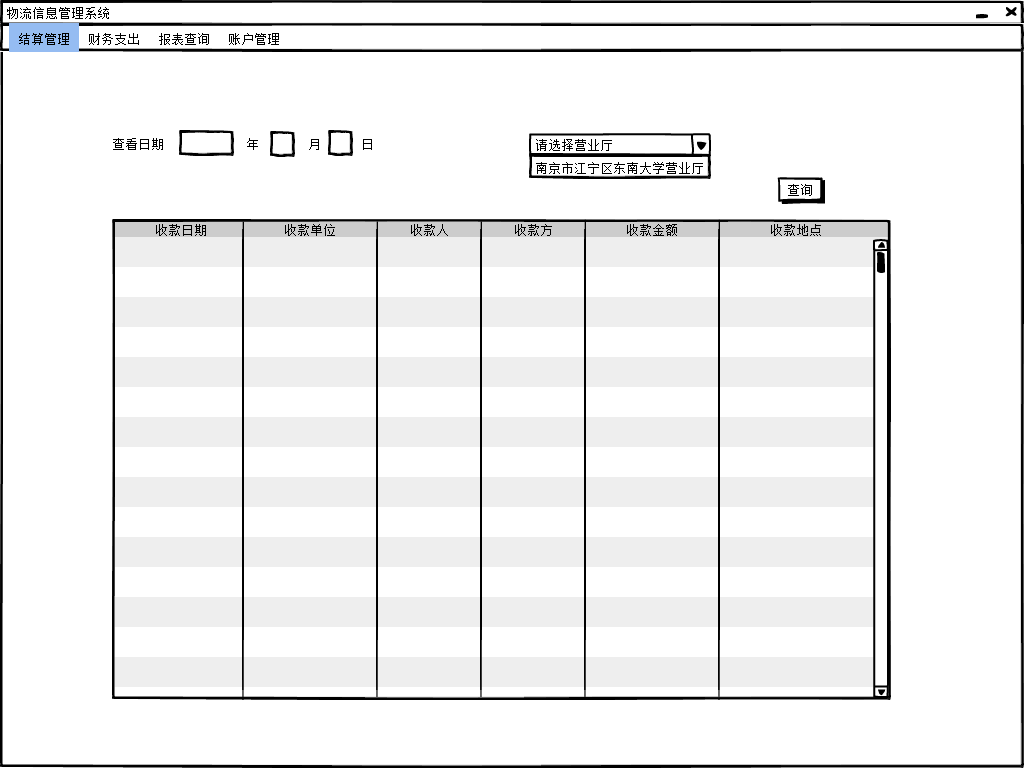 物流信息管理系统
结算管理 财务支出 报表查询 账户管理
查看日期 年 月 日 请选择营业厅
南京市江宁区东南大学营业厅
查询
收款日期 收款单位 收款人 收款方 收款金额 收款地点